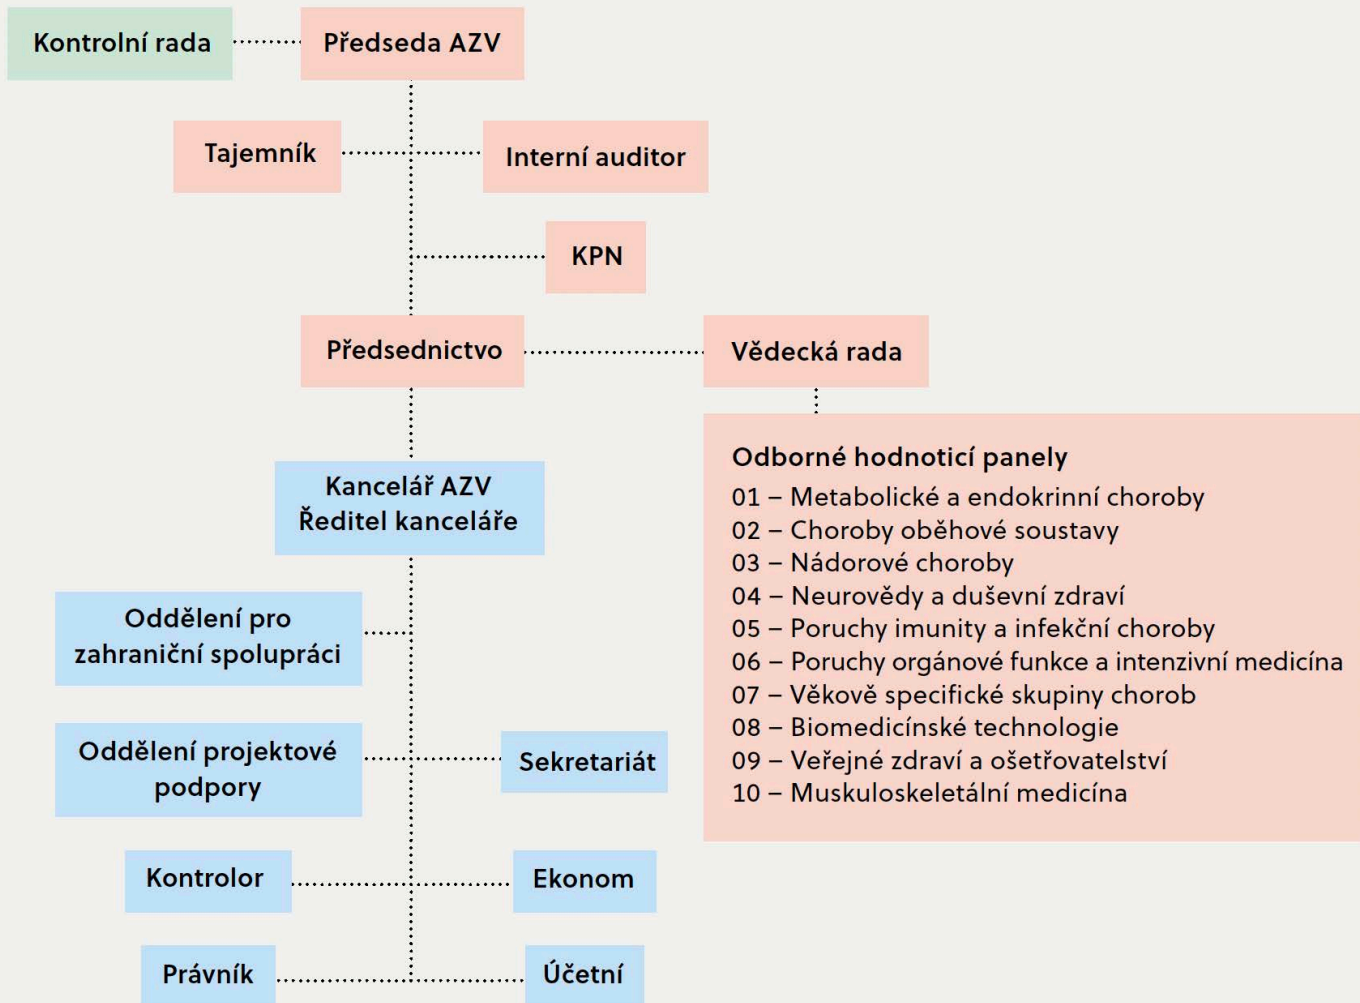 Kontrolní rada
Předseda AZV
Tajemník
Interní auditor
KPN
Předsednictvo
Vědecká rada
Odborné hodnoticí panely
01 – Metabolické a endokrinní choroby
02 – Choroby oběhové soustavy
03 – Nádorové choroby
04 – Neurovědy a duševní zdraví
05 – Poruchy imunity a infekční choroby
06 – Poruchy orgánové funkce a intenzivní medicína
07 – Věkově specifické skupiny chorob
08 – Biomedicínské technologie
09 – Veřejné zdraví a ošetřovatelství
10 – Muskuloskeletální medicína
Kancelář AZV
Ředitel kanceláře
Oddělení pro
zahraniční spolupráci
Oddělení projektové
podpory
Sekretariát
Kontrolor
Ekonom
Právník
Účetní